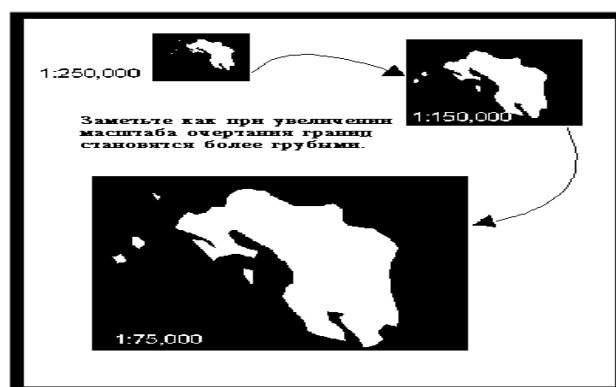 1:250,000
1:150,000
Заметьте как при увеличении
масштаба очертания границ
становятся более грубыми.
1:75,000